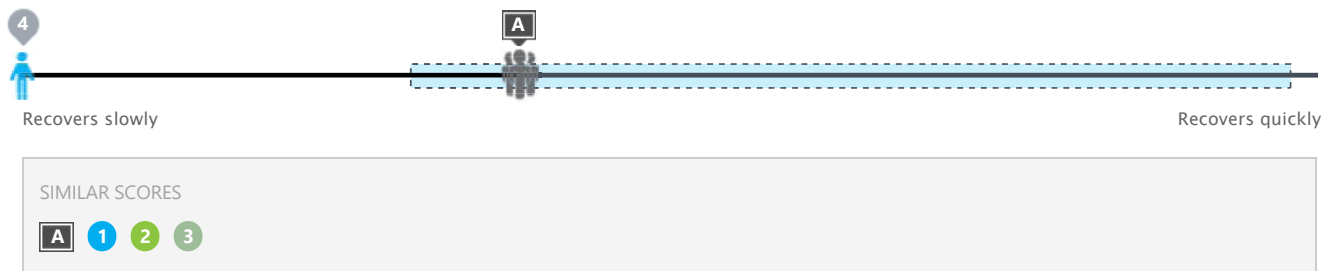 4 A
Recovers slowly Recovers quickly
SIMILAR SCORES
A 1 2 3